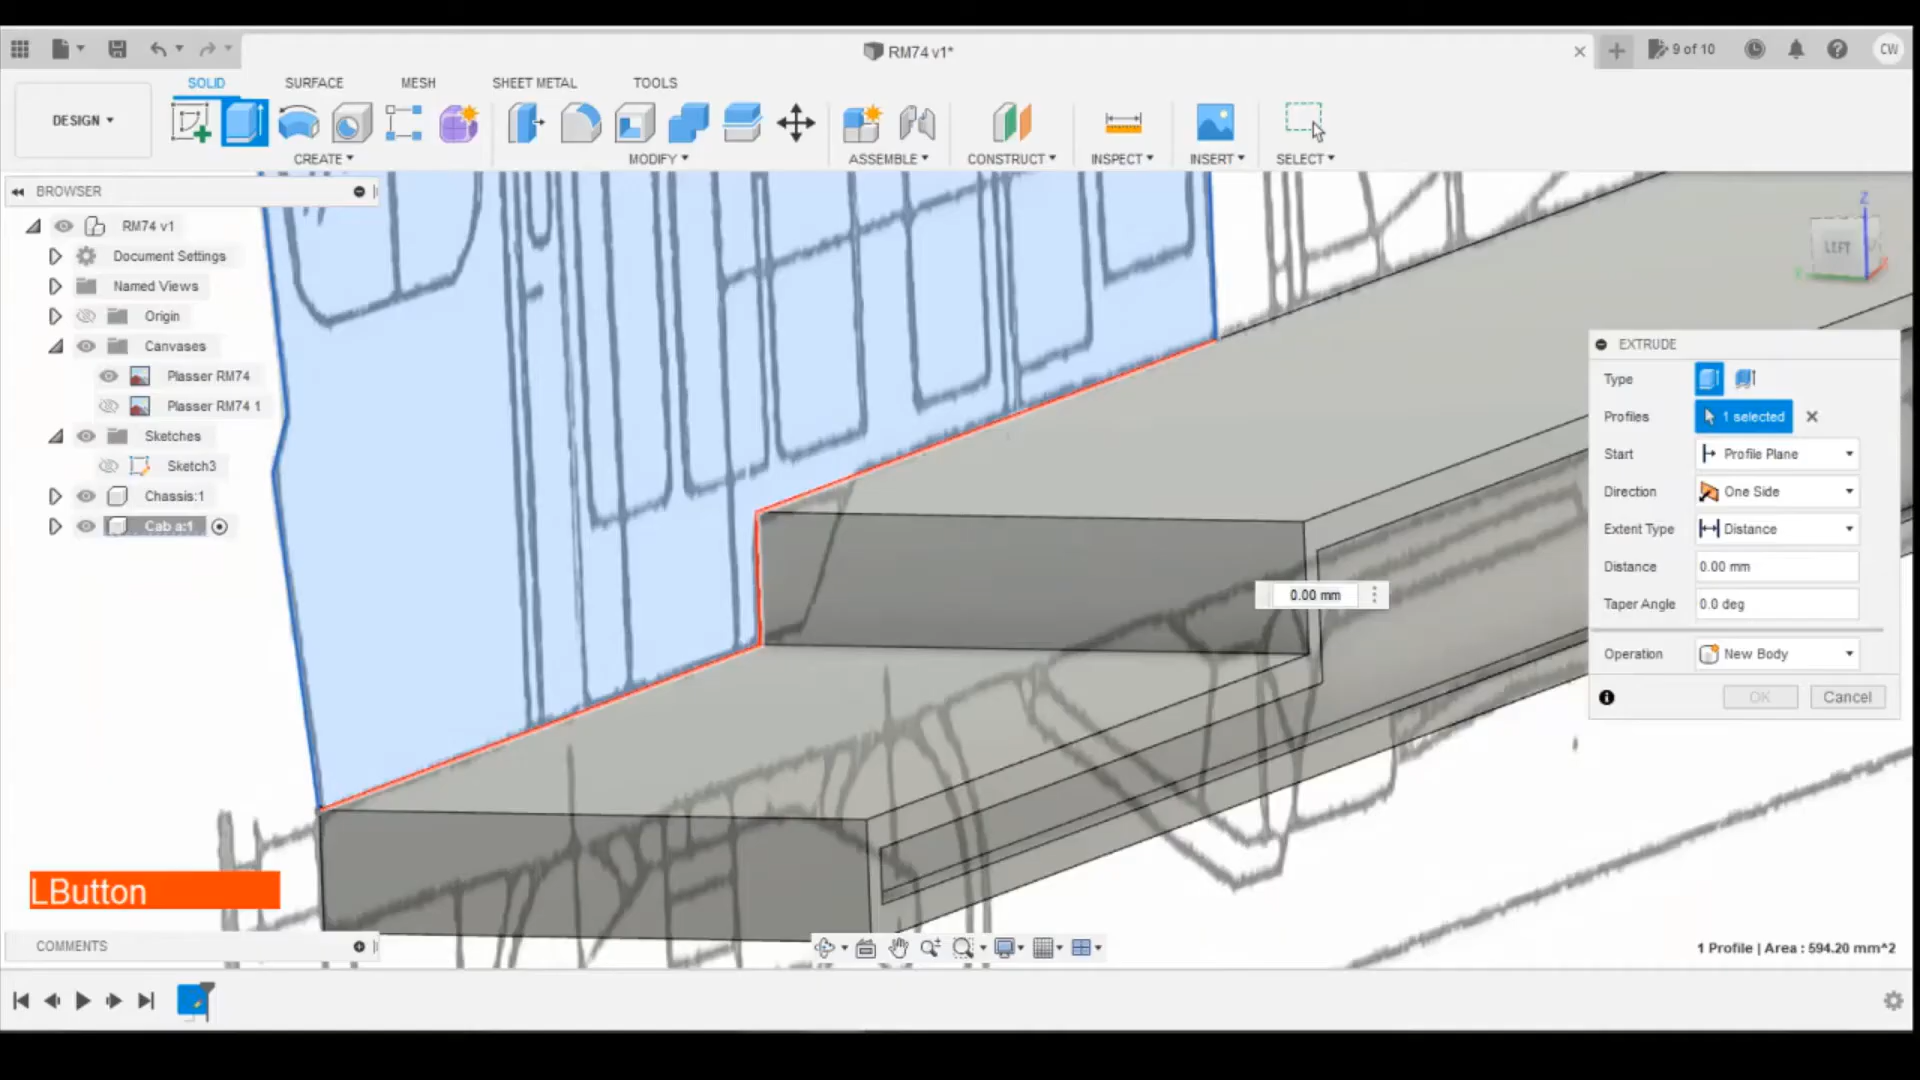 RM74 v1*
9 of 10
CW
DESIGN
SOLID
SURFACE
MESH
SHEET METAL
TOOLS
CREATE
MODIFY
ASSEMBLE
CONSTRUCT
INSPECT
INSERT
SELECT
BROWSER
RM74 v1
Document Settings
Named Views
Origin
Canvases
Plasser RM74
Plasser RM74 1
Sketches
Sketch3
Chassis:1
Cab a:1
Z
LEFT
EXTRUDE
Type
Profiles
1 selected
Start
Profile Plane
Direction
One Side
Extent Type
Distance
Distance
0.00 mm
Taper Angle
0.0 deg
Operation
New Body
OK
Cancel
0.00 mm
LButton
COMMENTS
1 Profile | Area : 594.20 mm^2